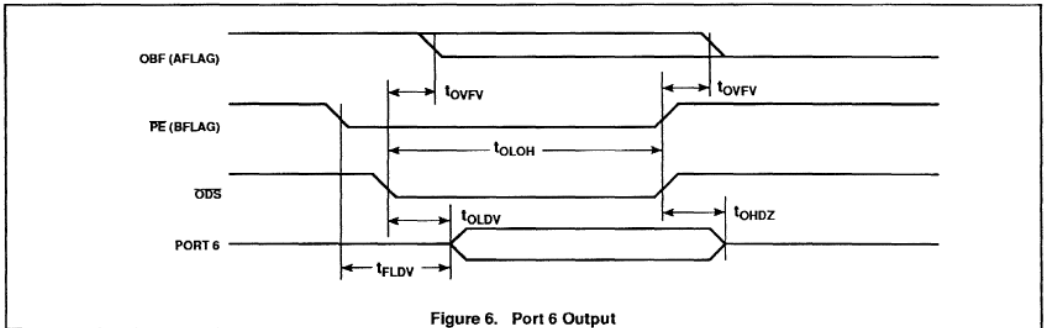 OBF (AFLAG)
tOVFV
tOVFV
PE (BFLAG)
tOLOH
ODS
tOLDV
tOHDZ
PORT 6
tFLDV
Figure 6. Port 6 Output